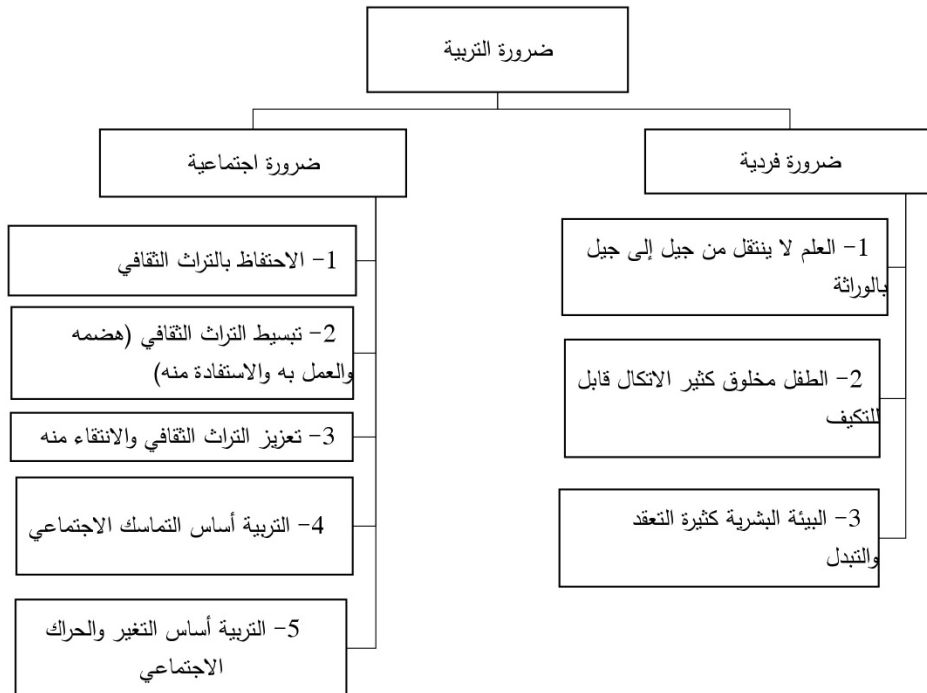 ضرورة التربية
ضرورة فردية
1- العلم لا ينتقل من جيل إلى جيل
بالوراثة
2- الطفل مخلوق كثير الاتكال قابل
للتكيف
3- البيئة البشرية كثيرة التعقد
والتبدل
ضرورة اجتماعية
1- الاحتفاظ بالتراث الثقافي
2- تبسيط التراث الثقافي (هضمه
والعمل به والاستفادة منه)
3- تعزيز التراث الثقافي والانتقاء منه
4- التربية أساس التماسك الاجتماعي
5- التربية أساس التغير والحراك
الاجتماعي